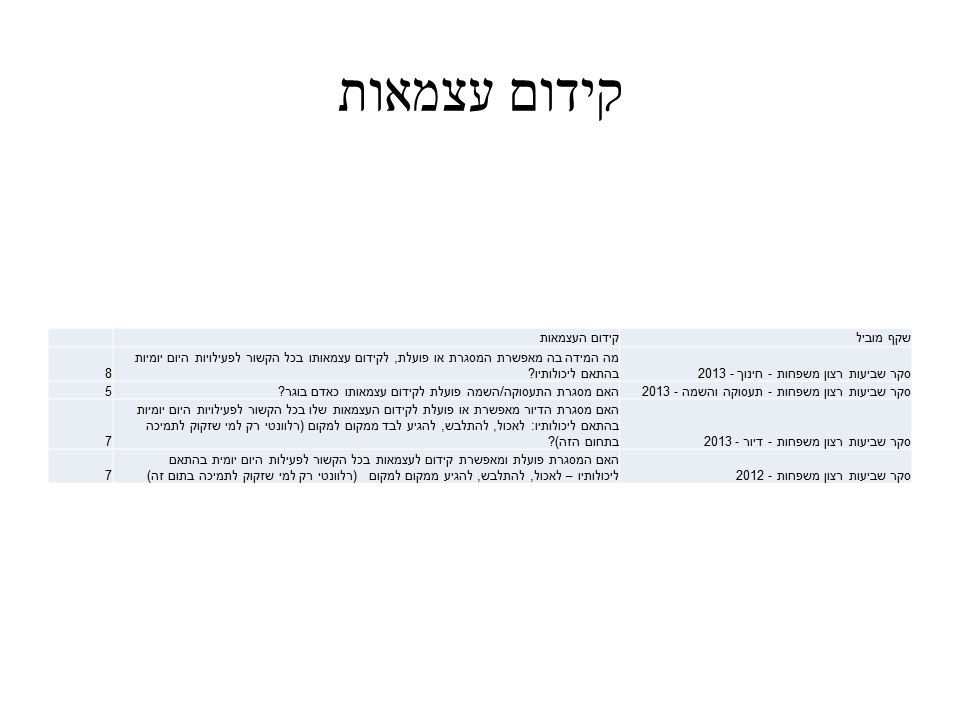 קידום עצמאות
שקף מוביל קידום העצמאות
מה המידה בה מאפשרת המסגרת או פועלת, לקידום עצמאותו בכל הקשור לפעילויות היום יומיות
סקר שביעות רצון משפחות - חינוך - 2013 בהתאם ליכולותיו? 8
סקר שביעות רצון משפחות - תעסוקה והשמה - 2013 האם מסגרת התעסוקה/השמה פועלת לקידום עצמאותו כאדם בוגר? 5
האם מסגרת הדיור מאפשרת או פועלת לקידום העצמאות שלו בכל הקשור לפעילויות היום יומיות
בהתאם ליכולותיו: לאכול, להתלבש, להגיע לבד ממקום למקום (רלוונטי רק למי שזקוק לתמיכה
סקר שביעות רצון משפחות - דיור - 2013 בתחום הזה)? 7
האם המסגרת פועלת ומאפשרת קידום לעצמאות בכל הקשור לפעילות היום יומית בהתאם
סקר שביעות רצון משפחות - 2012 ליכולותיו – לאכול, להתלבש, להגיע ממקום למקום (רלוונטי רק למי שזקוק לתמיכה בתום זה) 7